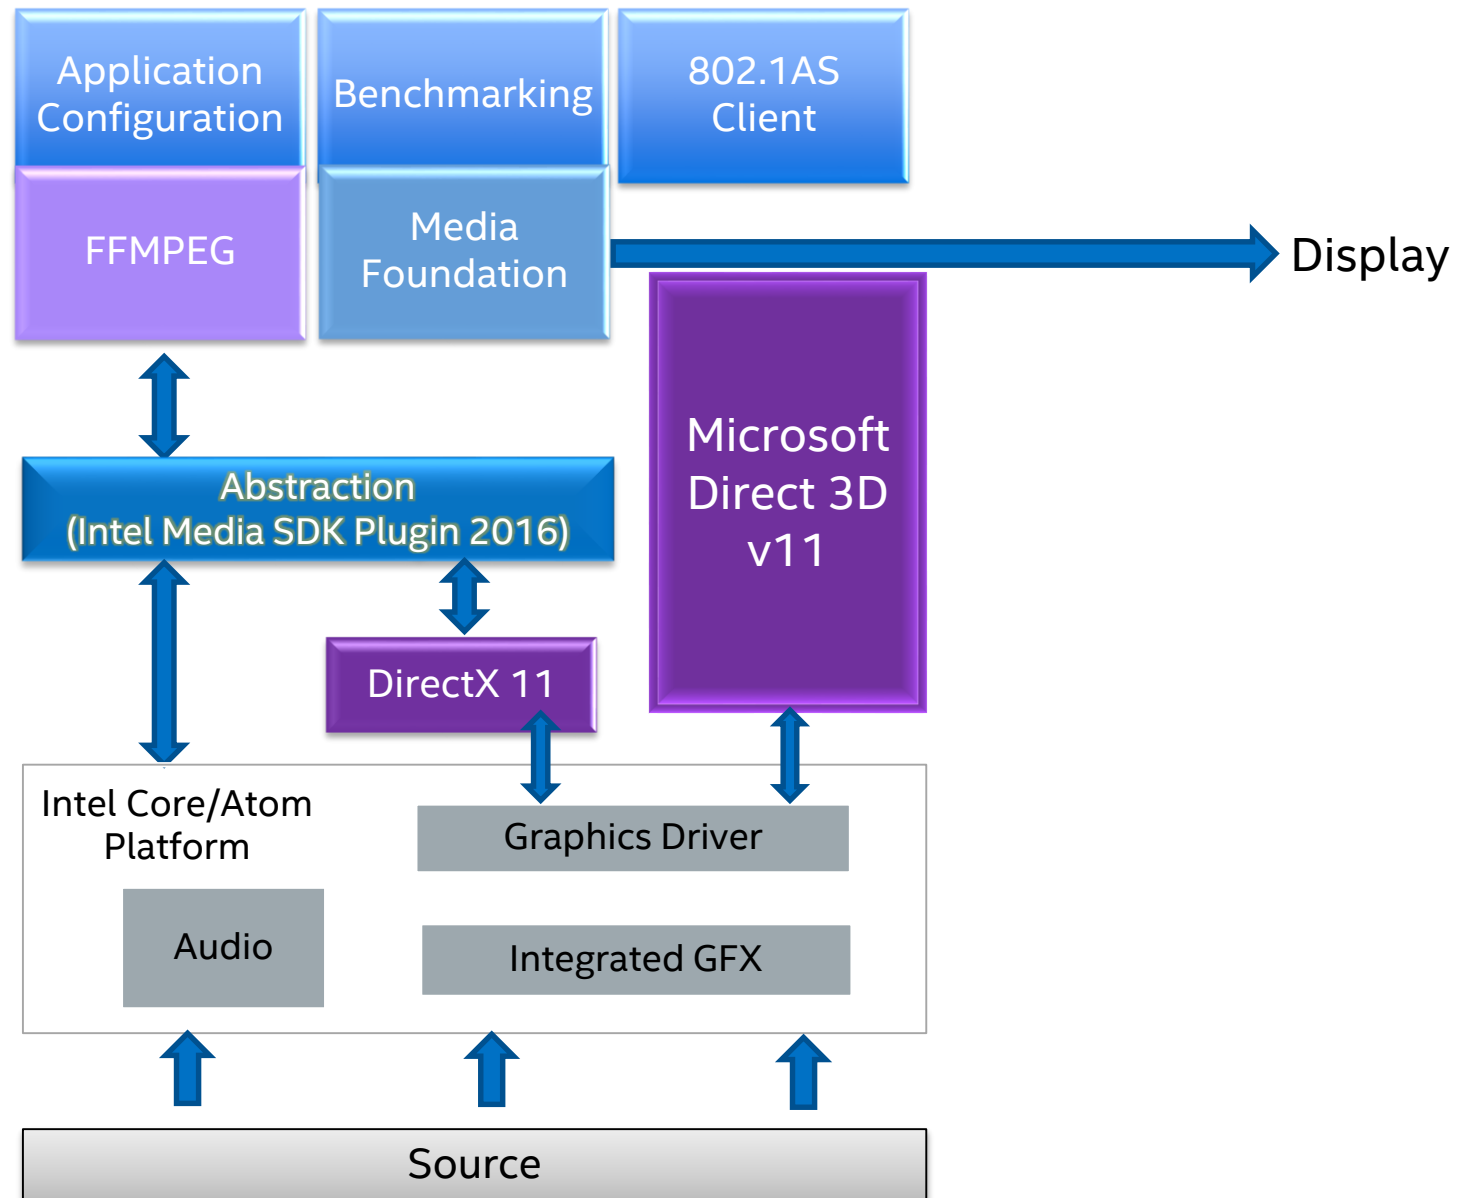 Application
Configuration
Benchmarking
802.1AS
Client
FFMPEG
Media
Foundation
Display
Microsoft
Direct 3D
v11
Abstraction
(Intel Media SDK Plugin 2016)
DirectX 11
Intel Core/Atom
Platform
Graphics Driver
Audio
Integrated GFX
Source